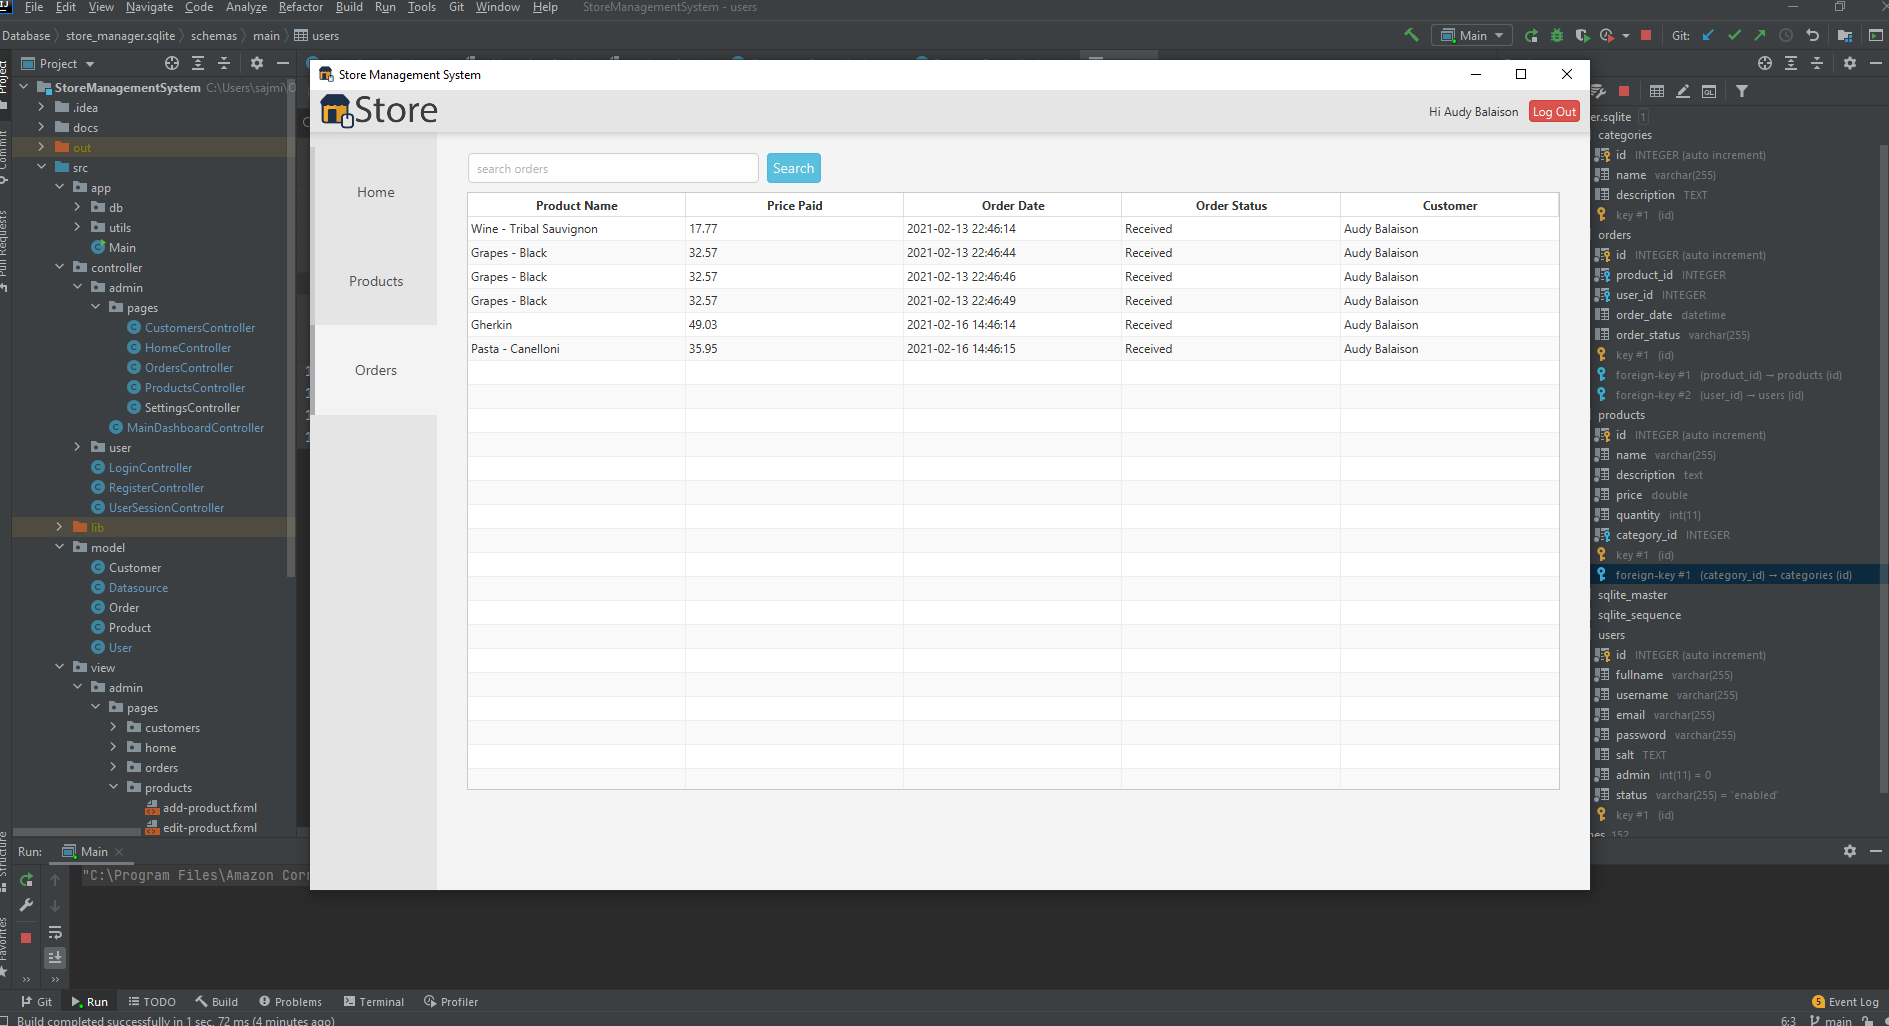 File Edit View Navigate Code Analyze Refactor Build Run Tools Git Window Help StoreManagementSystem - users
Database store_manager.sqlite schemas main users
Main Git:
Project
StoreManagementSystem C:\Users\sajmi\
.idea
docs
out
src
app
db
utils
Main
controller
admin
pages
CustomersController
HomeController
OrdersController
ProductsController
SettingsController
MainDashboardController
user
LoginController
RegisterController
UserSessionController
lib
model
Customer
Datasource
Order
Product
User
view
admin
pages
customers
home
orders
products
add-product.fxml
edit-product.fxml
Project
Commit
Pull Requests
Structure
Favorites
Store Management System
Store
Hi Audy Balaison Log Out
Home
Products
Orders
search orders Search
Product Name Price Paid Order Date Order Status Customer
Wine - Tribal Sauvignon 17.77 2021-02-13 22:46:14 Received Audy Balaison
Grapes - Black 32.57 2021-02-13 22:46:44 Received Audy Balaison
Grapes - Black 32.57 2021-02-13 22:46:46 Received Audy Balaison
Grapes - Black 32.57 2021-02-13 22:46:49 Received Audy Balaison
Gherkin 49.03 2021-02-16 14:46:14 Received Audy Balaison
Pasta - Canelloni 35.95 2021-02-16 14:46:15 Received Audy Balaison
er.sqlite 1
categories
id INTEGER (auto increment)
name varchar(255)
description TEXT
key #1 (id)
orders
id INTEGER (auto increment)
product_id INTEGER
user_id INTEGER
order_date datetime
order_status varchar(255)
key #1 (id)
foreign-key #1 (product_id) → products (id)
foreign-key #2 (user_id) → users (id)
products
id INTEGER (auto increment)
name varchar(255)
description text
price double
quantity int(11)
category_id INTEGER
key #1 (id)
foreign-key #1 (category_id) → categories (id)
sqlite_master
sqlite_sequence
users
id INTEGER (auto increment)
fullname varchar(255)
username varchar(255)
email varchar(255)
password varchar(255)
salt TEXT
admin int(11) = 0
status varchar(255) = `enabled`
key #1 (id)
152
Run: Main
"C:\Program Files\Amazon Corr
Git Run TODO Build Problems Terminal Profiler 5 Event Log
Build completed successfully in 1 sec, 72 ms (4 minutes ago) 6:3 main